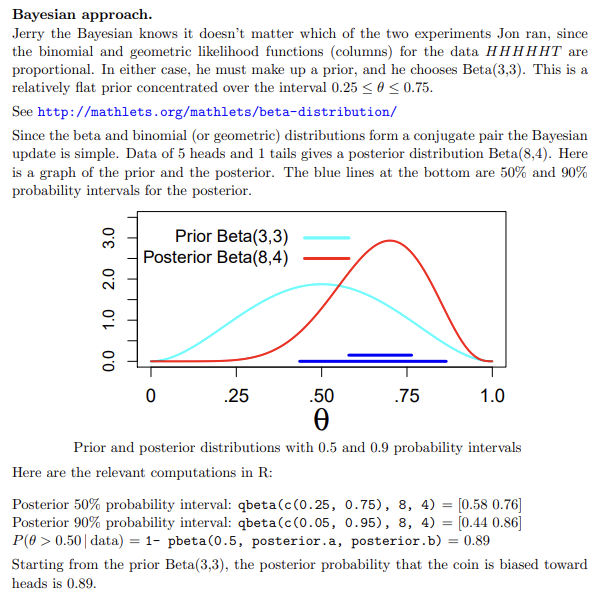 Bayesian approach.
Jerry the Bayesian knows it doesn't matter which of the two experiments Jon ran, since
the binomial and geometric likelihood functions (columns) for the data HHHHHT are
proportional. In either case, he must make up a prior, and he chooses Beta(3,3). This is a
relatively flat prior concentrated over the interval 0.25 ≤ θ ≤ 0.75.
See http://mathlets.org/mathlets/beta-distribution/
Since the beta and binomial (or geometric) distributions form a conjugate pair the Bayesian
update is simple. Data of 5 heads and 1 tails gives a posterior distribution Beta(8,4). Here
is a graph of the prior and the posterior. The blue lines at the bottom are 50% and 90%
probability intervals for the posterior.
Prior Beta(3,3)
Posterior Beta(8,4)
3.0
2.0
1.0
0.0
0 .25 .50 .75 1.0
θ
Prior and posterior distributions with 0.5 and 0.9 probability intervals
Here are the relevant computations in R:
Posterior 50% probability interval: qbeta(c(0.25, 0.75), 8, 4) = [0.58 0.76]
Posterior 90% probability interval: qbeta(c(0.05, 0.95), 8, 4) = [0.44 0.86]
P(θ > 0.50 | data) = 1- pbeta(0.5, posterior.a, posterior.b) = 0.89
Starting from the prior Beta(3,3), the posterior probability that the coin is biased toward
heads is 0.89.